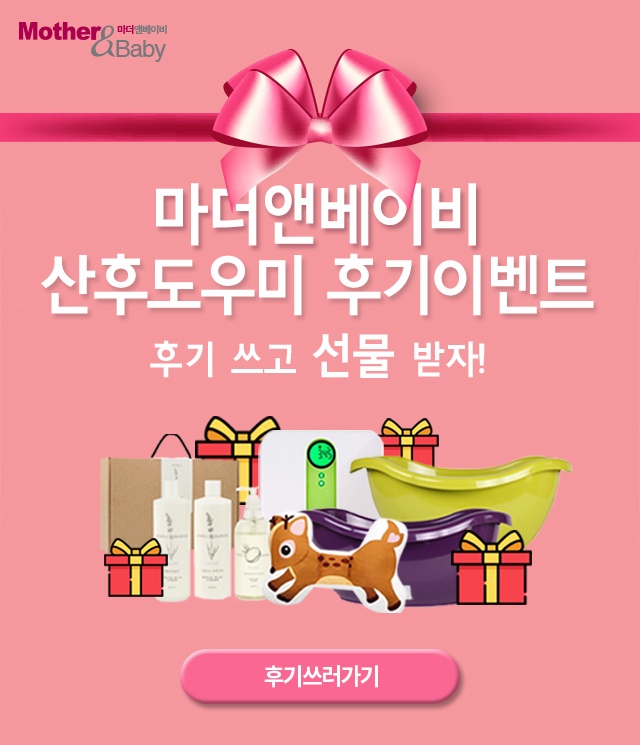 Mother 마더앤베이비
&Baby
마더앤베이비
산후도우미 후기이벤트
후기 쓰고 선물 받자!
후기쓰러가기